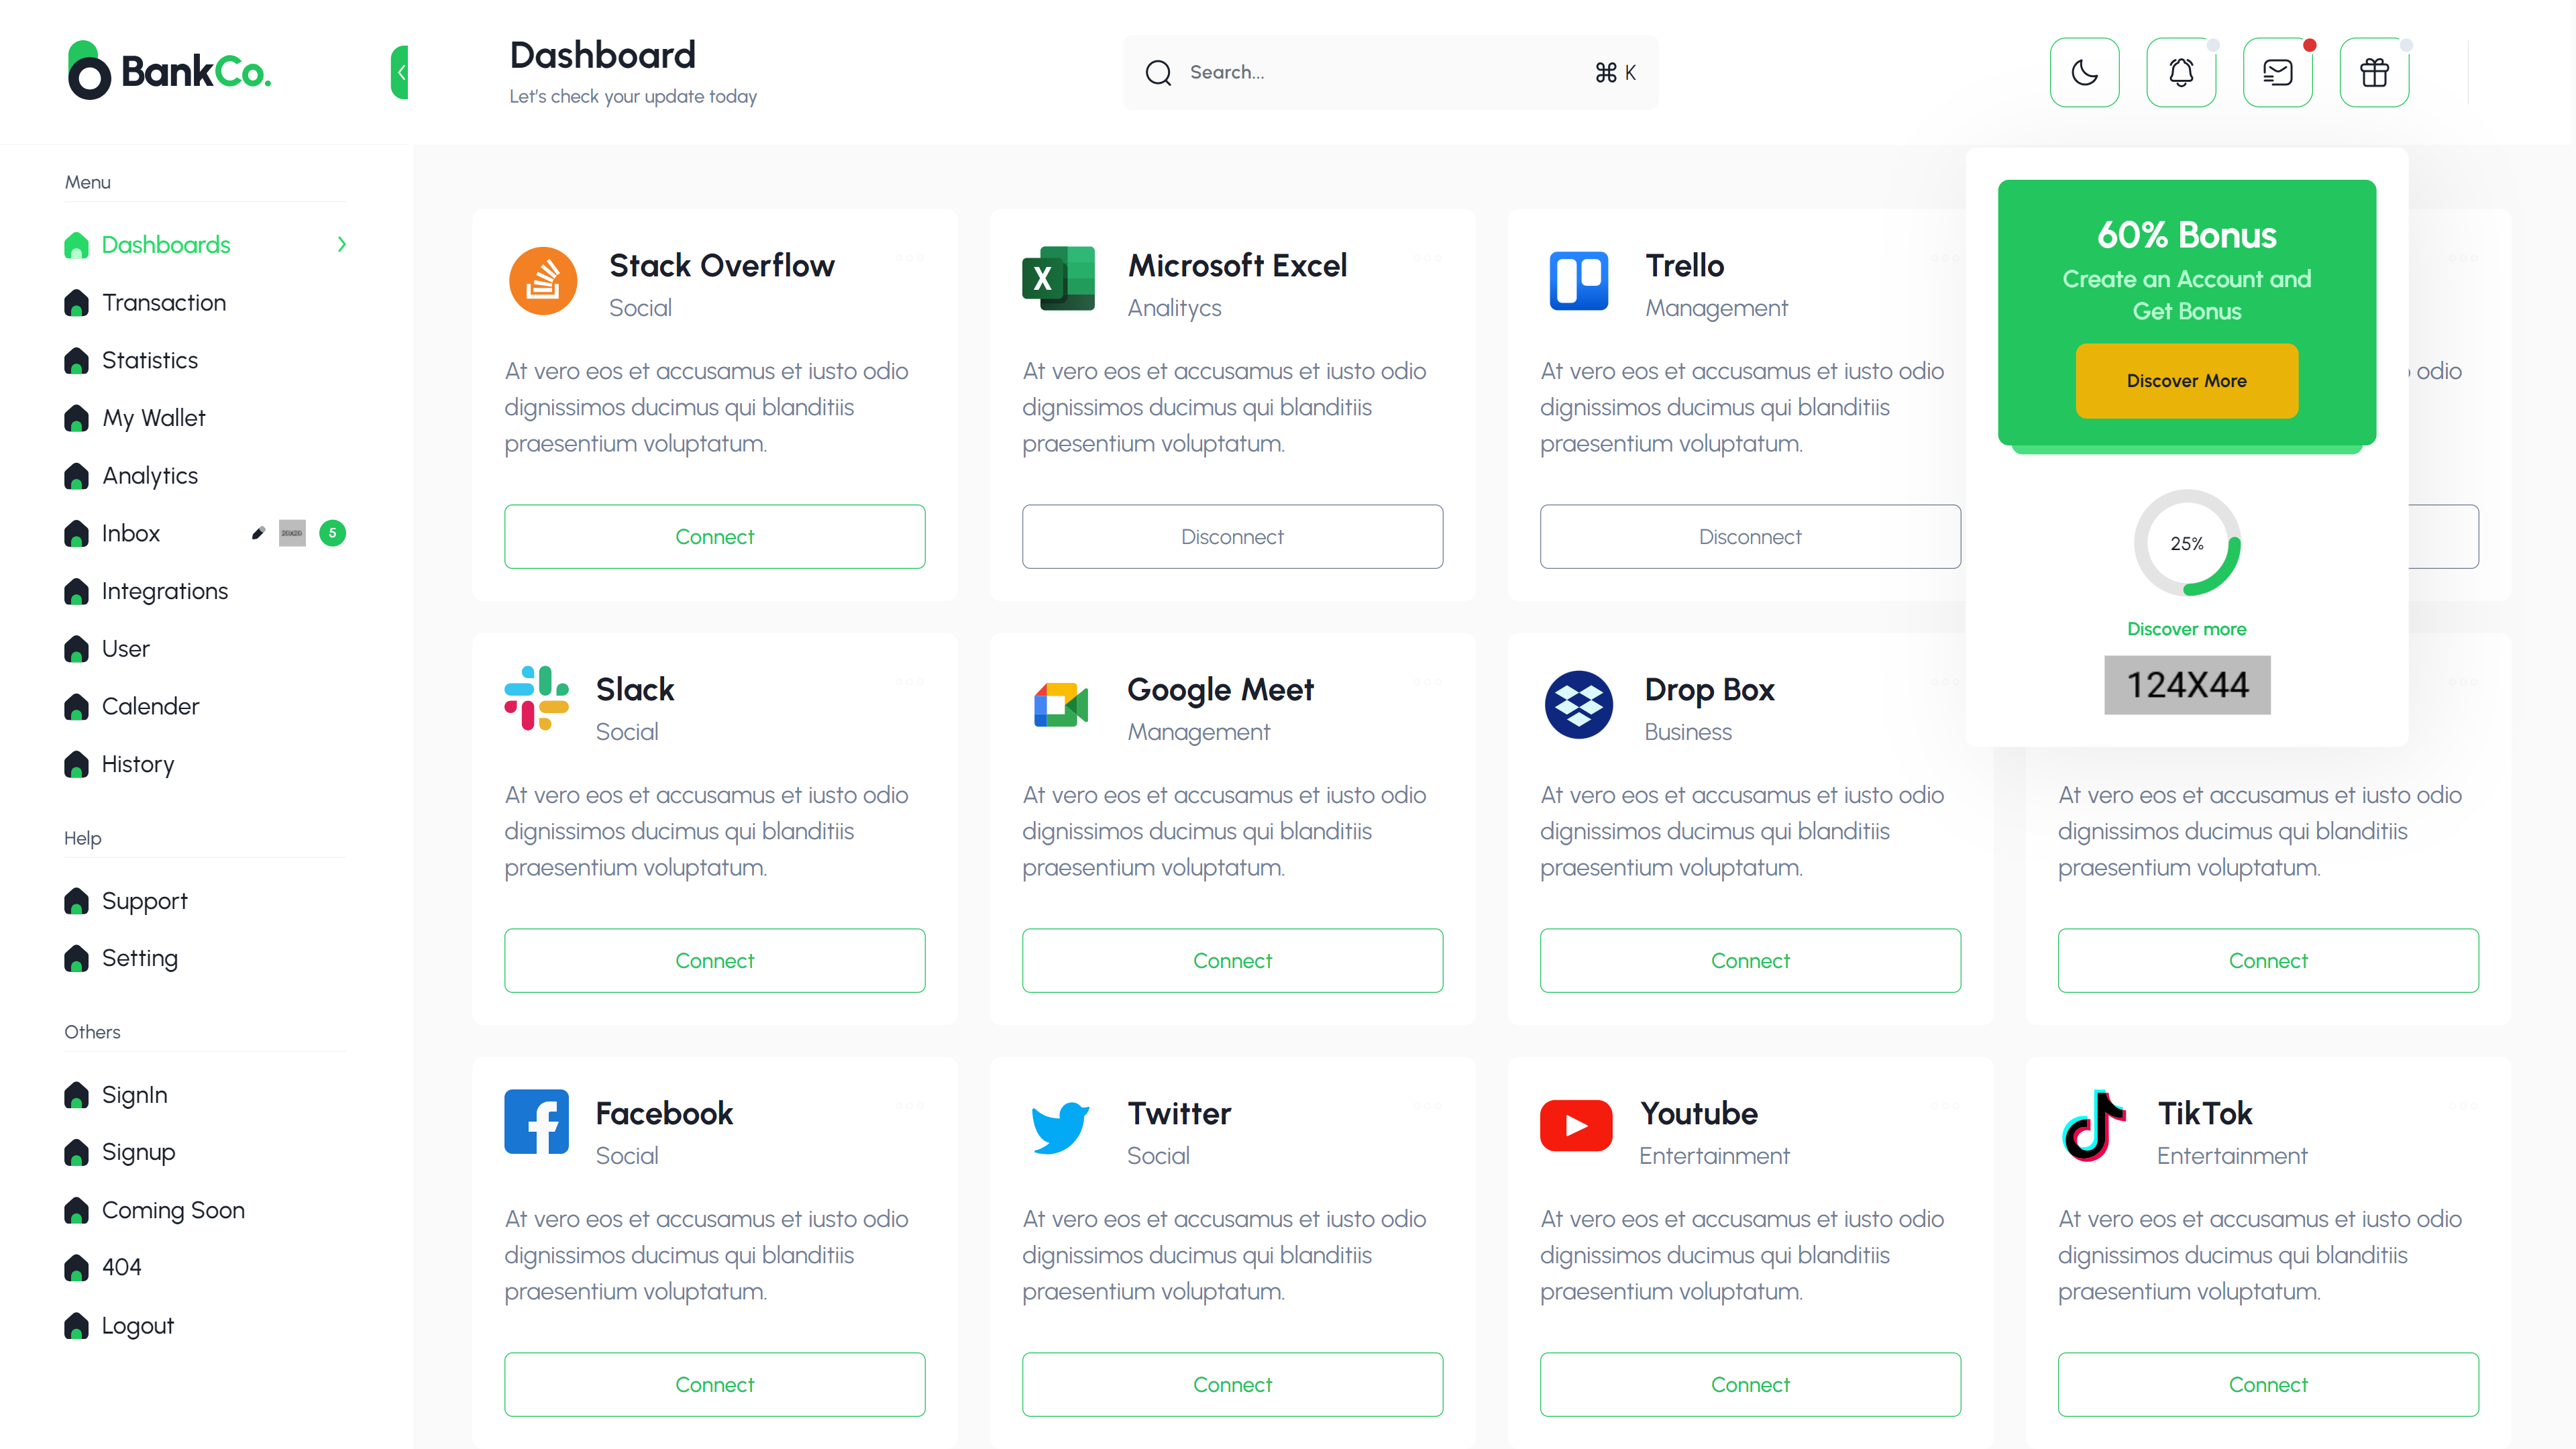 BankCo.
Dashboard
Let's check your update today
Search...
⌘ K
Menu
Dashboards
Transaction
Statistics
My Wallet
Analytics
Inbox
5
Integrations
User
Calender
History
Help
Support
Setting
Others
SignIn
Signup
Coming Soon
404
Logout
Stack Overflow
Social
At vero eos et accusamus et iusto odio
dignissimos ducimus qui blanditiis
praesentium voluptatum.
Connect
Microsoft Excel
Analitycs
At vero eos et accusamus et iusto odio
dignissimos ducimus qui blanditiis
praesentium voluptatum.
Disconnect
Trello
Management
At vero eos et accusamus et iusto odio
dignissimos ducimus qui blanditiis
praesentium voluptatum.
Disconnect
odio
60% Bonus
Create an Account and
Get Bonus
Discover More
25%
Discover more
124X44
Slack
Social
At vero eos et accusamus et iusto odio
dignissimos ducimus qui blanditiis
praesentium voluptatum.
Connect
Google Meet
Management
At vero eos et accusamus et iusto odio
dignissimos ducimus qui blanditiis
praesentium voluptatum.
Connect
Drop Box
Business
At vero eos et accusamus et iusto odio
dignissimos ducimus qui blanditiis
praesentium voluptatum.
Connect
At vero eos et accusamus et iusto odio
dignissimos ducimus qui blanditiis
praesentium voluptatum.
Connect
Facebook
Social
At vero eos et accusamus et iusto odio
dignissimos ducimus qui blanditiis
praesentium voluptatum.
Connect
Twitter
Social
At vero eos et accusamus et iusto odio
dignissimos ducimus qui blanditiis
praesentium voluptatum.
Connect
Youtube
Entertainment
At vero eos et accusamus et iusto odio
dignissimos ducimus qui blanditiis
praesentium voluptatum.
Connect
TikTok
Entertainment
At vero eos et accusamus et iusto odio
dignissimos ducimus qui blanditiis
praesentium voluptatum.
Connect